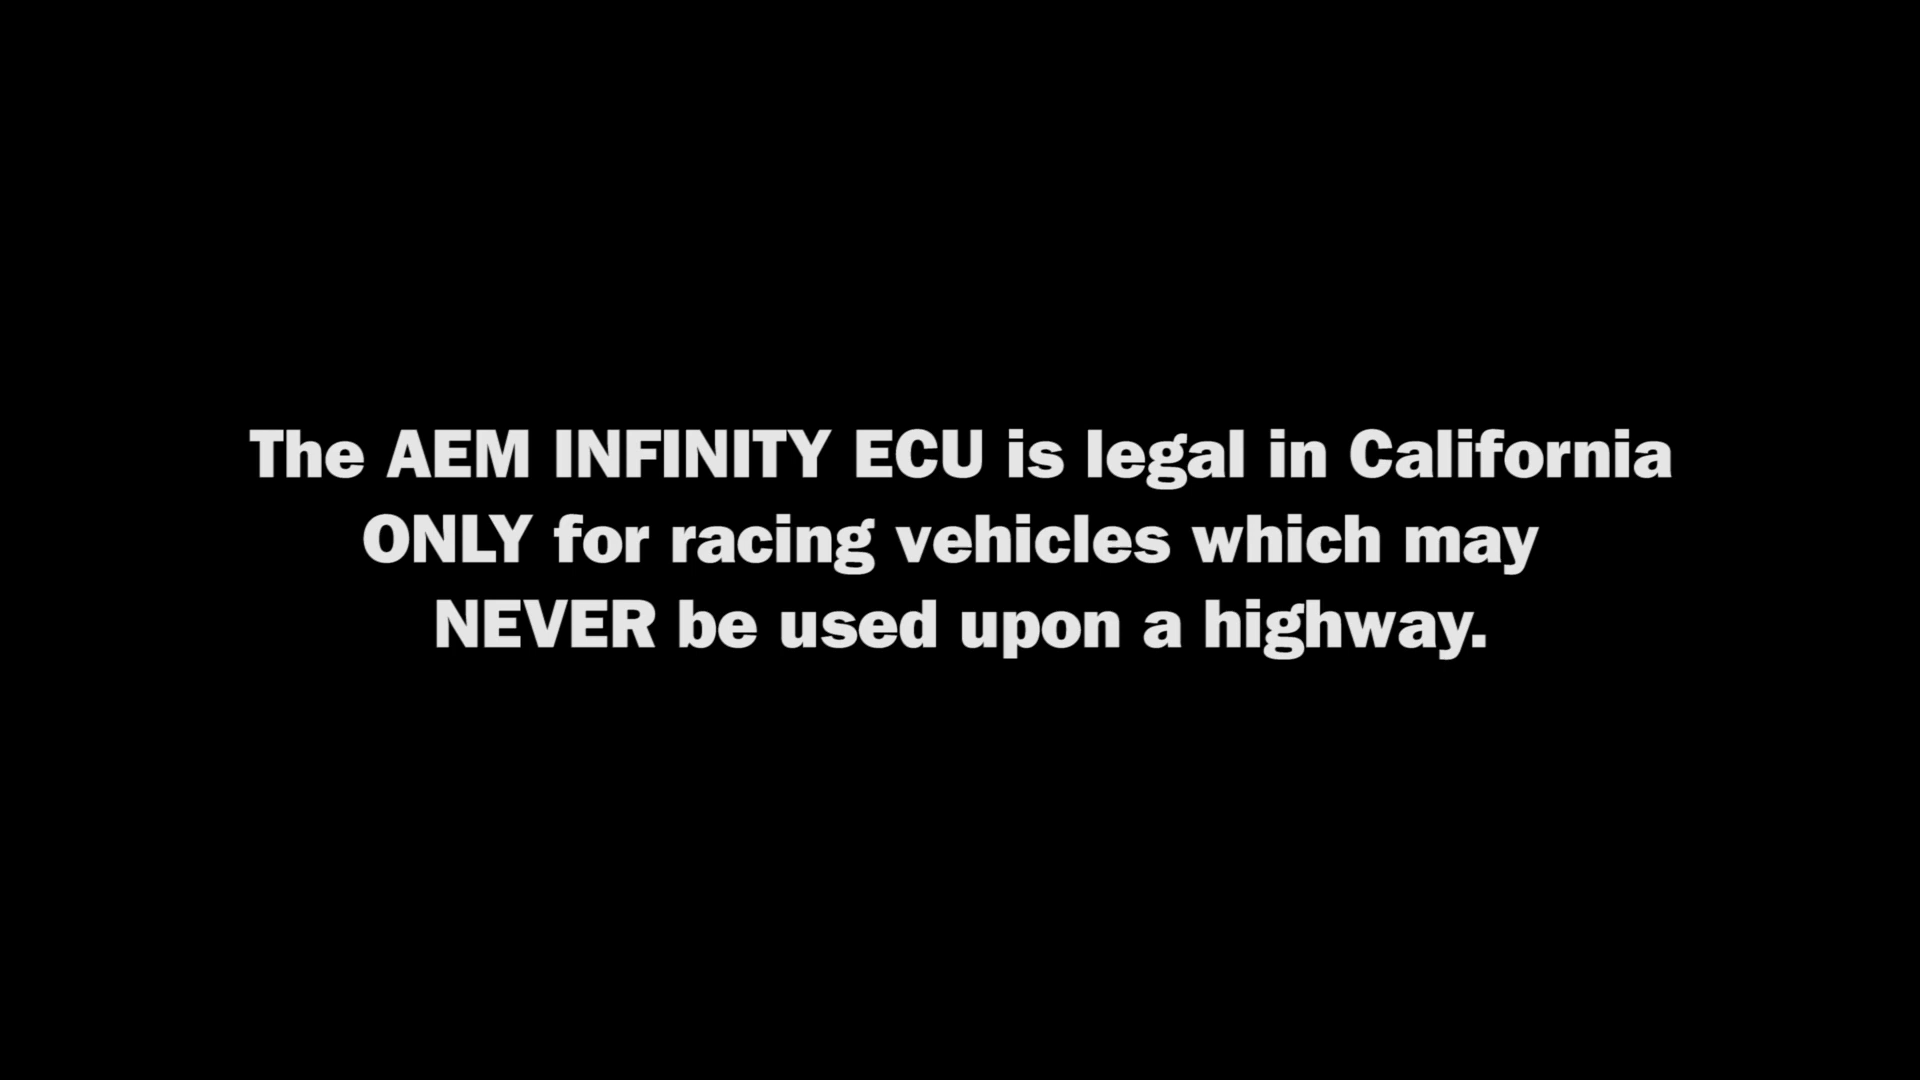 The AEM INFINITY ECU is legal in California
ONLY for racing vehicles which may
NEVER be used upon a highway.